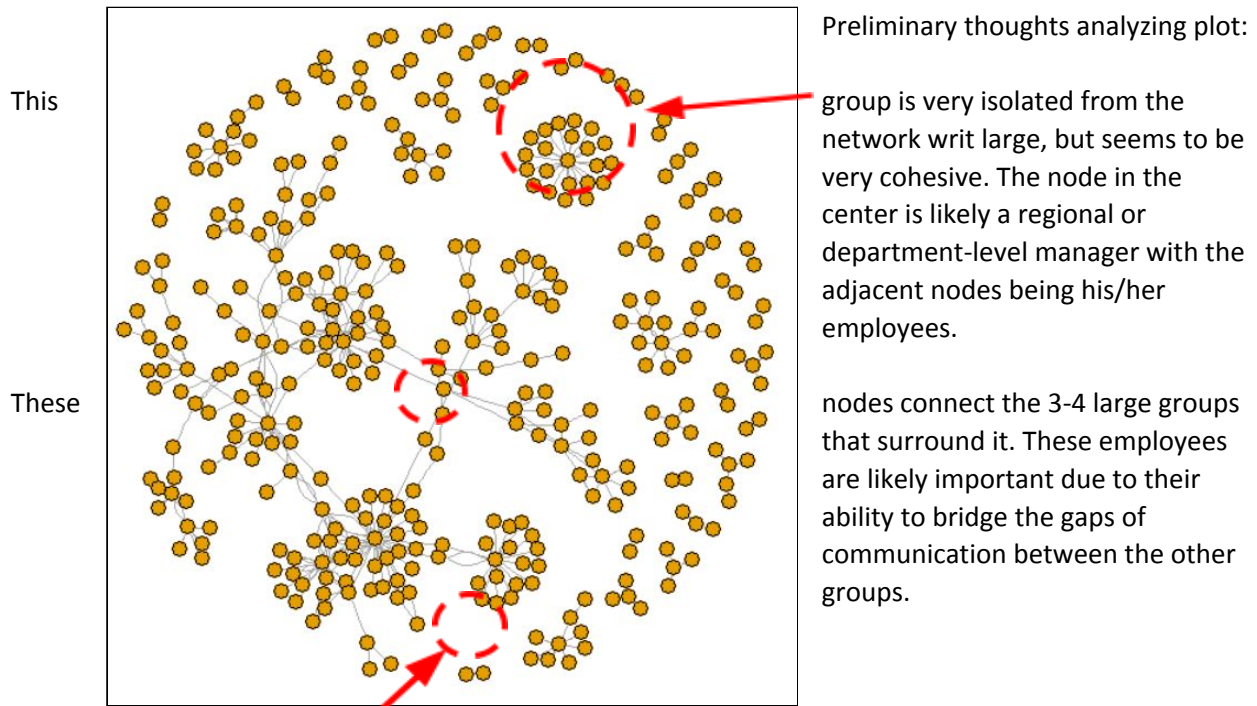 Preliminary thoughts analyzing plot:
This
group is very isolated from the
network writ large, but seems to be
very cohesive. The node in the
center is likely a regional or
department-level manager with the
adjacent nodes being his/her
employees.
These
nodes connect the 3-4 large groups
that surround it. These employees
are likely important due to their
ability to bridge the gaps of
communication between the other
groups.